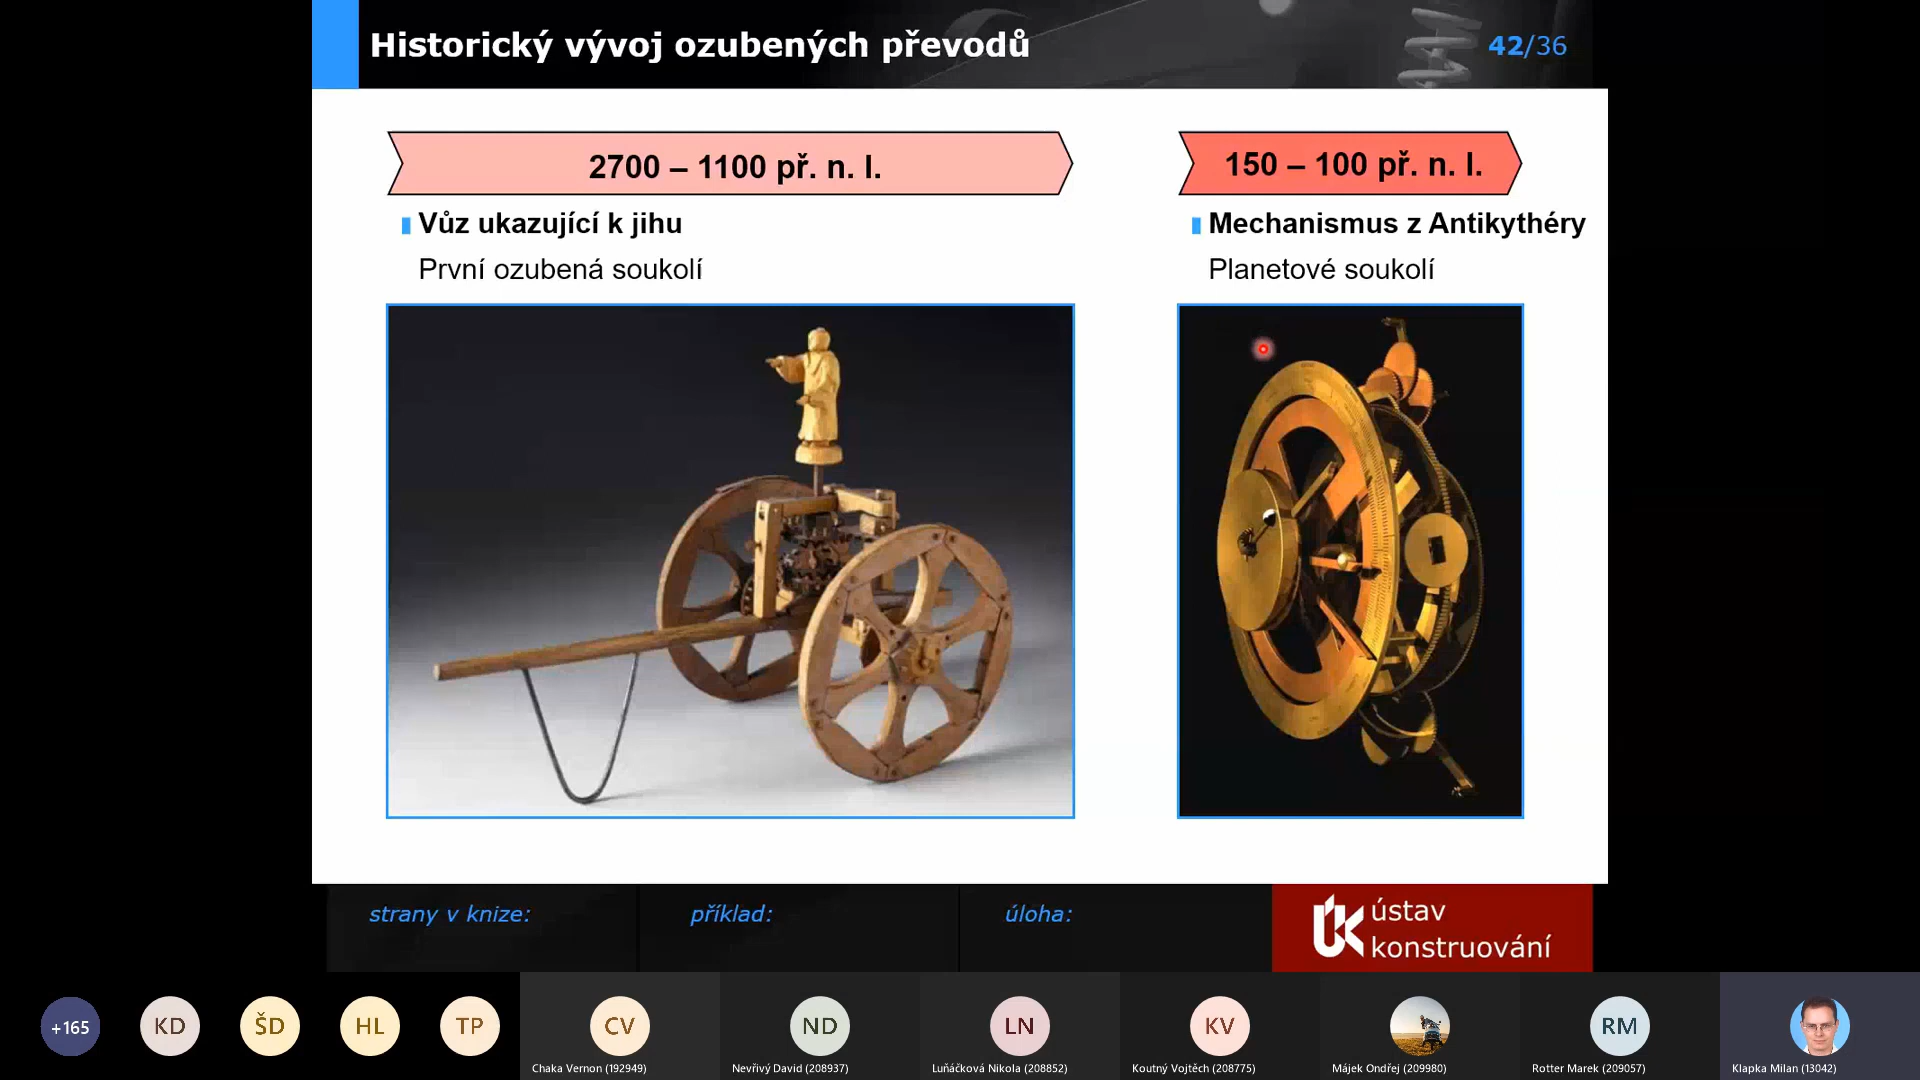 Historický vývoj ozubených převodů
42/36
2700 – 1100 př. n. l.
150 – 100 př. n. l.
Vůz ukazující k jihu
První ozubená soukolí
Mechanismus z Antikythéry
Planetové soukolí
strany v knize:
příklad:
úloha:
ústav
konstruování
+165
KD
ŠD
HL
TP
CV
ND
LN
KV
RM
Chaka Vernon (192949)
Nevřivý David (208937)
Luňáčková Nikola (208852)
Koutný Vojtěch (208775)
Májek Ondřej (209980)
Rotter Marek (209057)
Klapka Milan (13042)